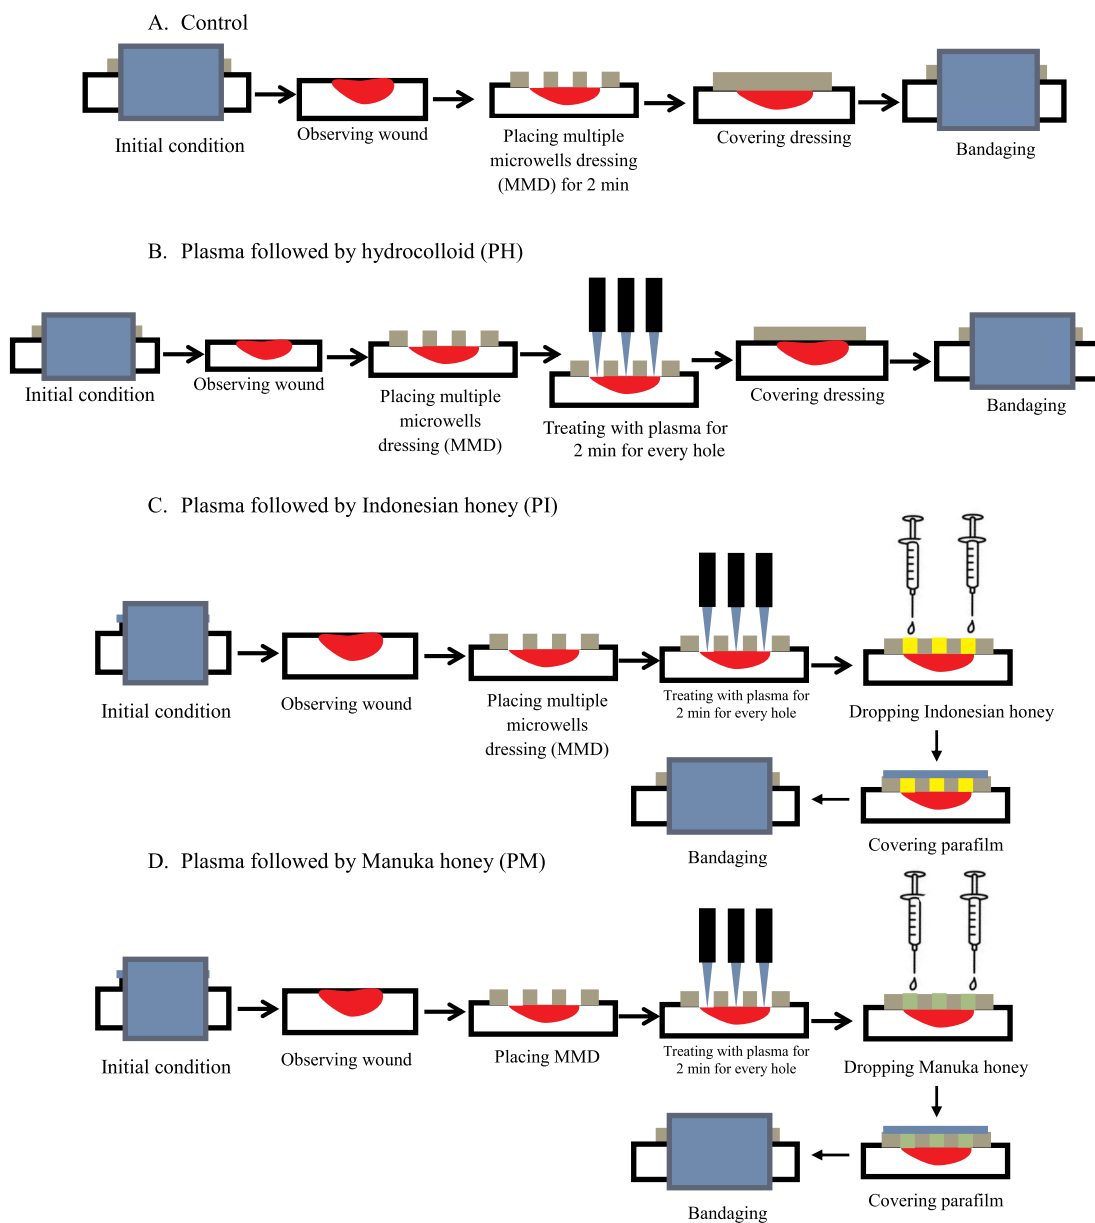 A. Control
Initial condition
Observing wound
Placing multiple
microwells dressing
(MMD) for 2 min
Covering dressing
Bandaging
B. Plasma followed by hydrocolloid (PH)
Initial condition
Observing wound
Placing multiple
microwells
dressing (MMD)
Treating with plasma for
2 min for every hole
Covering dressing
Bandaging
C. Plasma followed by Indonesian honey (PI)
Initial condition
Observing wound
Placing multiple
microwells
dressing (MMD)
Treating with plasma for
2 min for every hole
Dropping Indonesian honey
Covering parafilm
Bandaging
D. Plasma followed by Manuka honey (PM)
Initial condition
Observing wound
Placing MMD
Treating with plasma for
2 min for every hole
Dropping Manuka honey
Covering parafilm
Bandaging